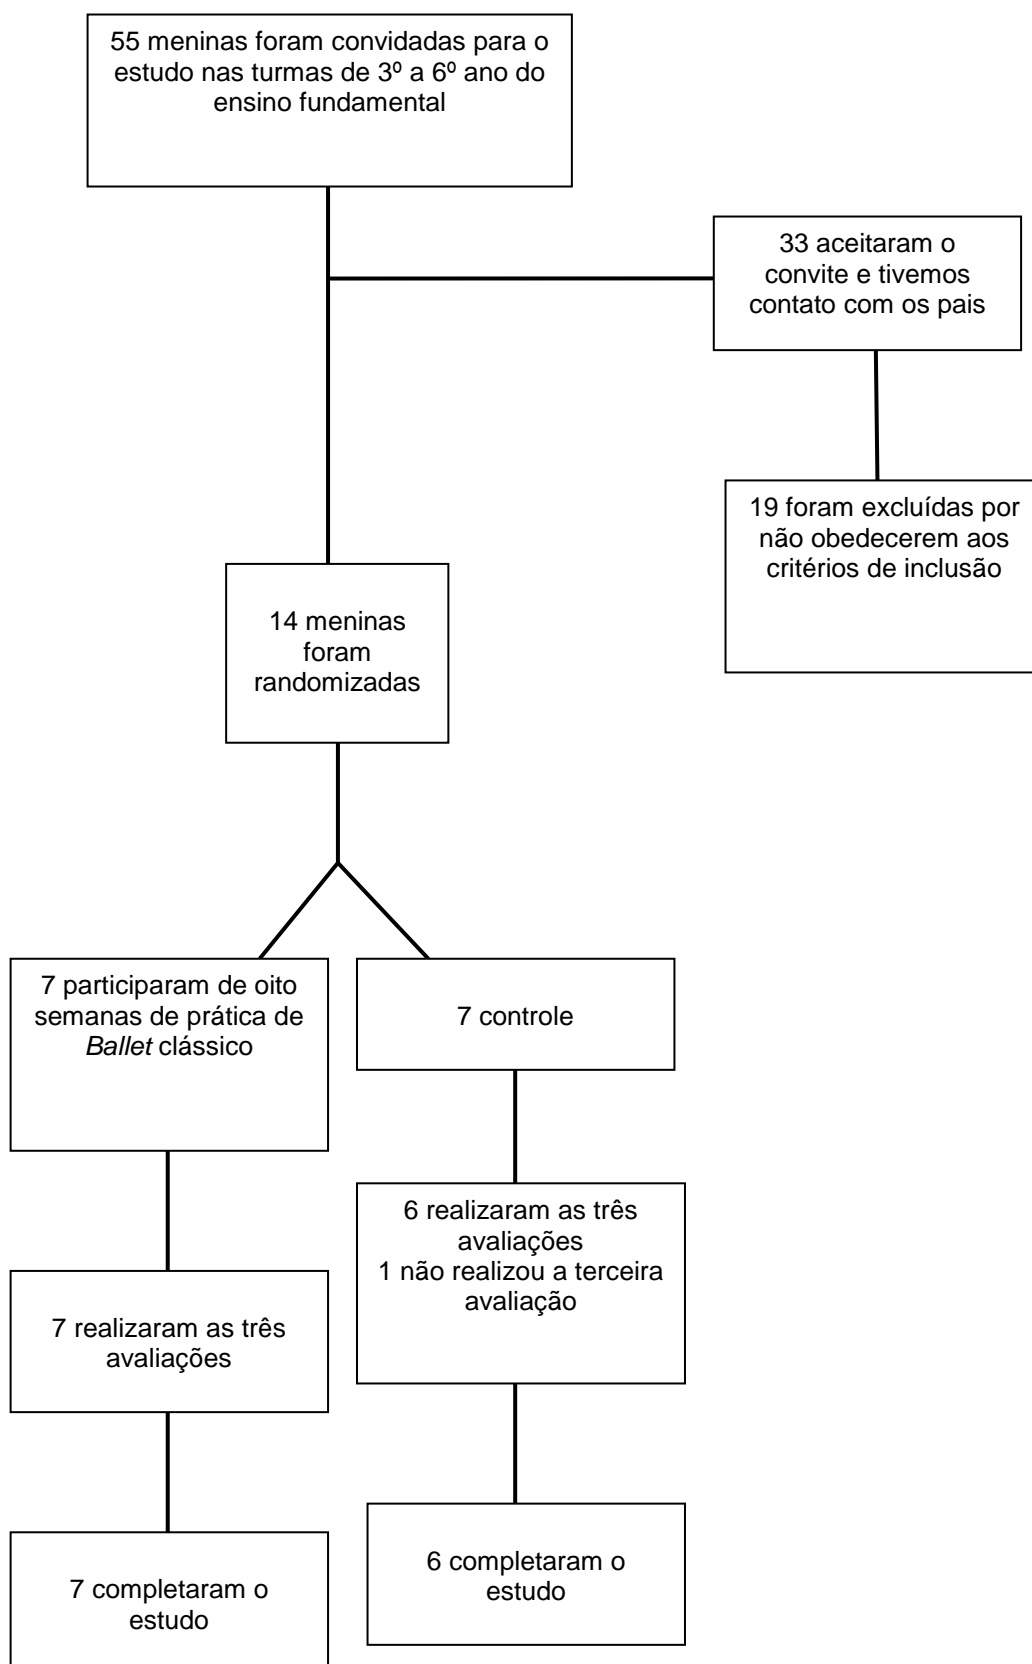 55 meninas foram convidadas para o
estudo nas turmas de 3º a 6º ano do
ensino fundamental
33 aceitaram o
convite e tivemos
contato com os pais
19 foram excluídas por
não obedecerem aos
critérios de inclusão
14 meninas
foram
randomizadas
7 participaram de oito
semanas de prática de
Ballet clássico
7 controle
6 realizaram as três
avaliações
1 não realizou a terceira
avaliação
7 realizaram as três
avaliações
7 completaram o
estudo
6 completaram o
estudo